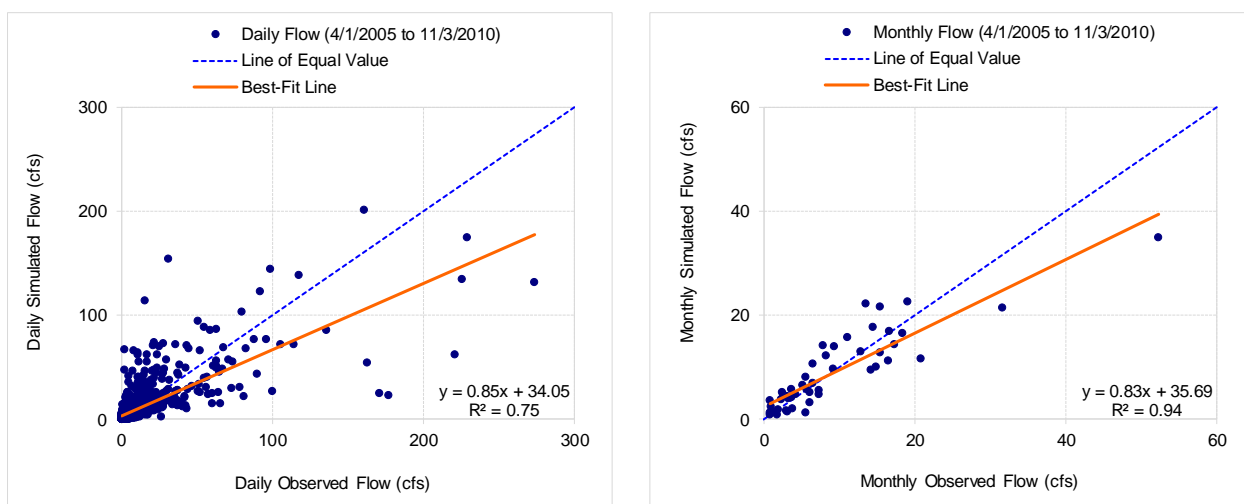 Daily Flow (4/1/2005 to 11/3/2010)
Line of Equal Value
Best-Fit Line
300
200
100
0
Daily Simulated Flow (cfs)
y = 0.85x + 34.05
R² = 0.75
0 100 200 300
Daily Observed Flow (cfs)
Monthly Flow (4/1/2005 to 11/3/2010)
Line of Equal Value
Best-Fit Line
60
40
20
0
Monthly Simulated Flow (cfs)
y = 0.83x + 35.69
R² = 0.94
0 20 40 60
Monthly Observed Flow (cfs)